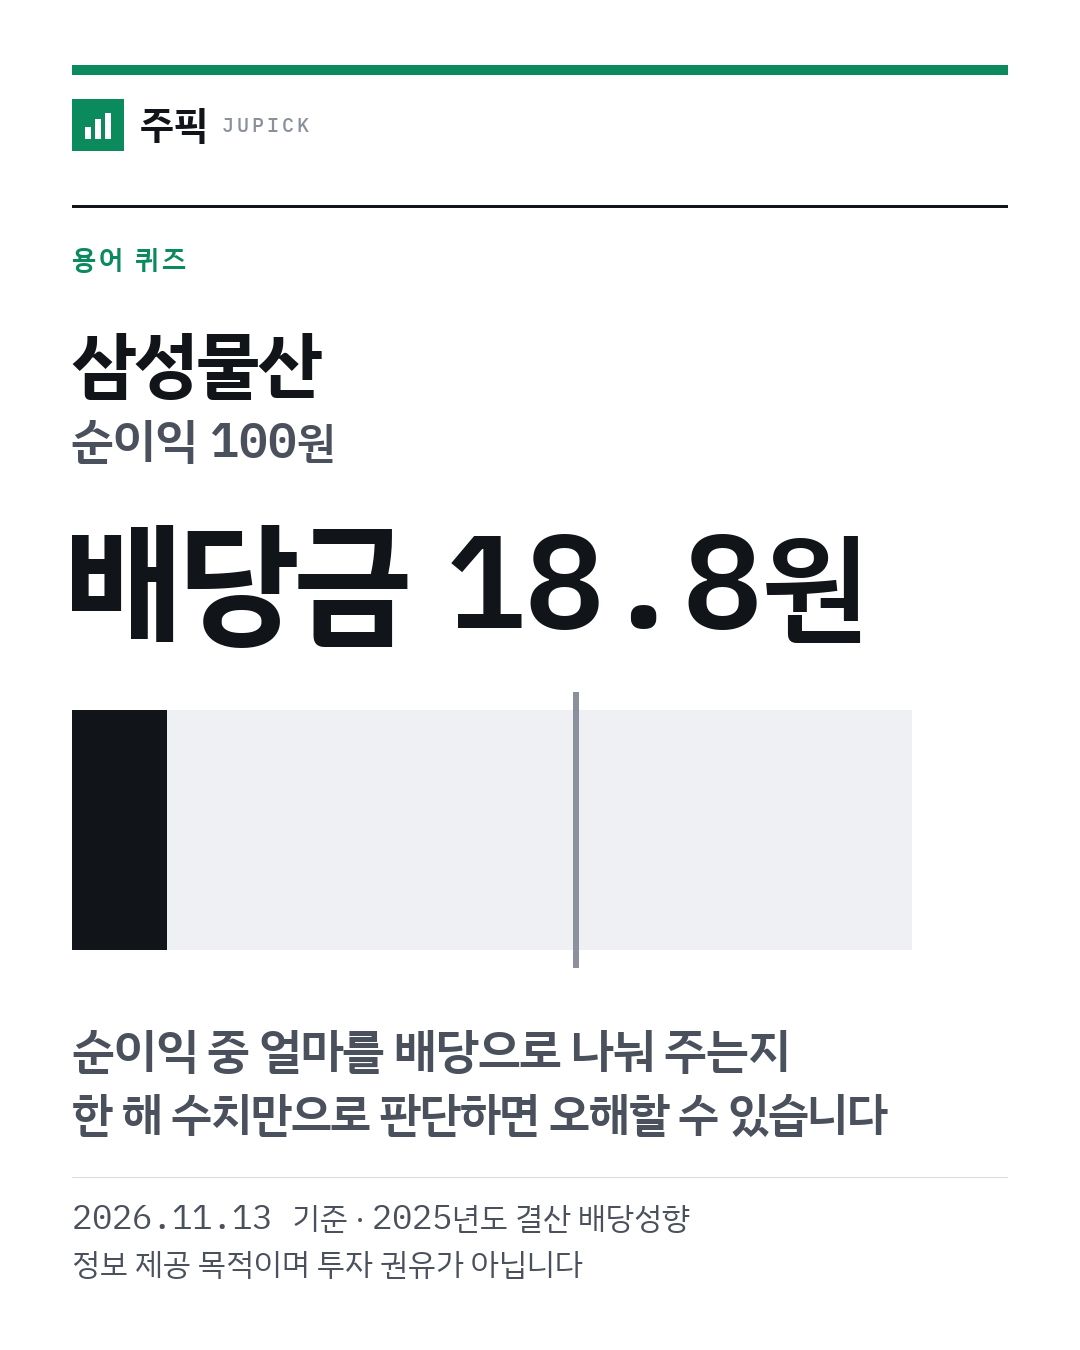 주픽 JUPICK
용어 퀴즈
삼성물산
순이익 100원
배당금 18.8원
순이익 중 얼마를 배당으로 나눠 주는지
한 해 수치만으로 판단하면 오해할 수 있습니다
2026.11.13 기준 · 2025년도 결산 배당성향
정보 제공 목적이며 투자 권유가 아닙니다